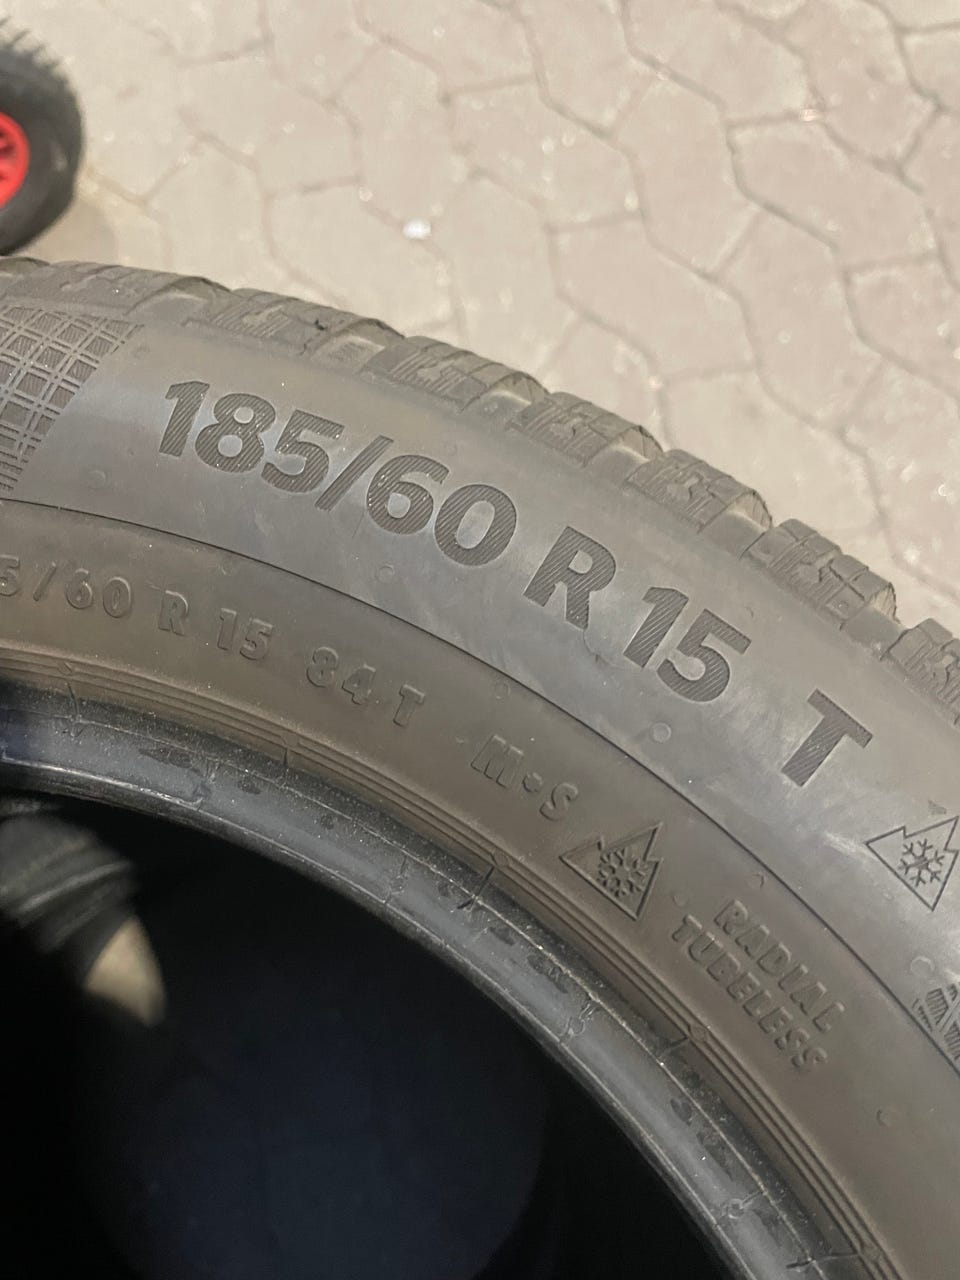 185/60 R 15 T
5/60 R 15 84 T M+S
RADIAL
TUBELESS